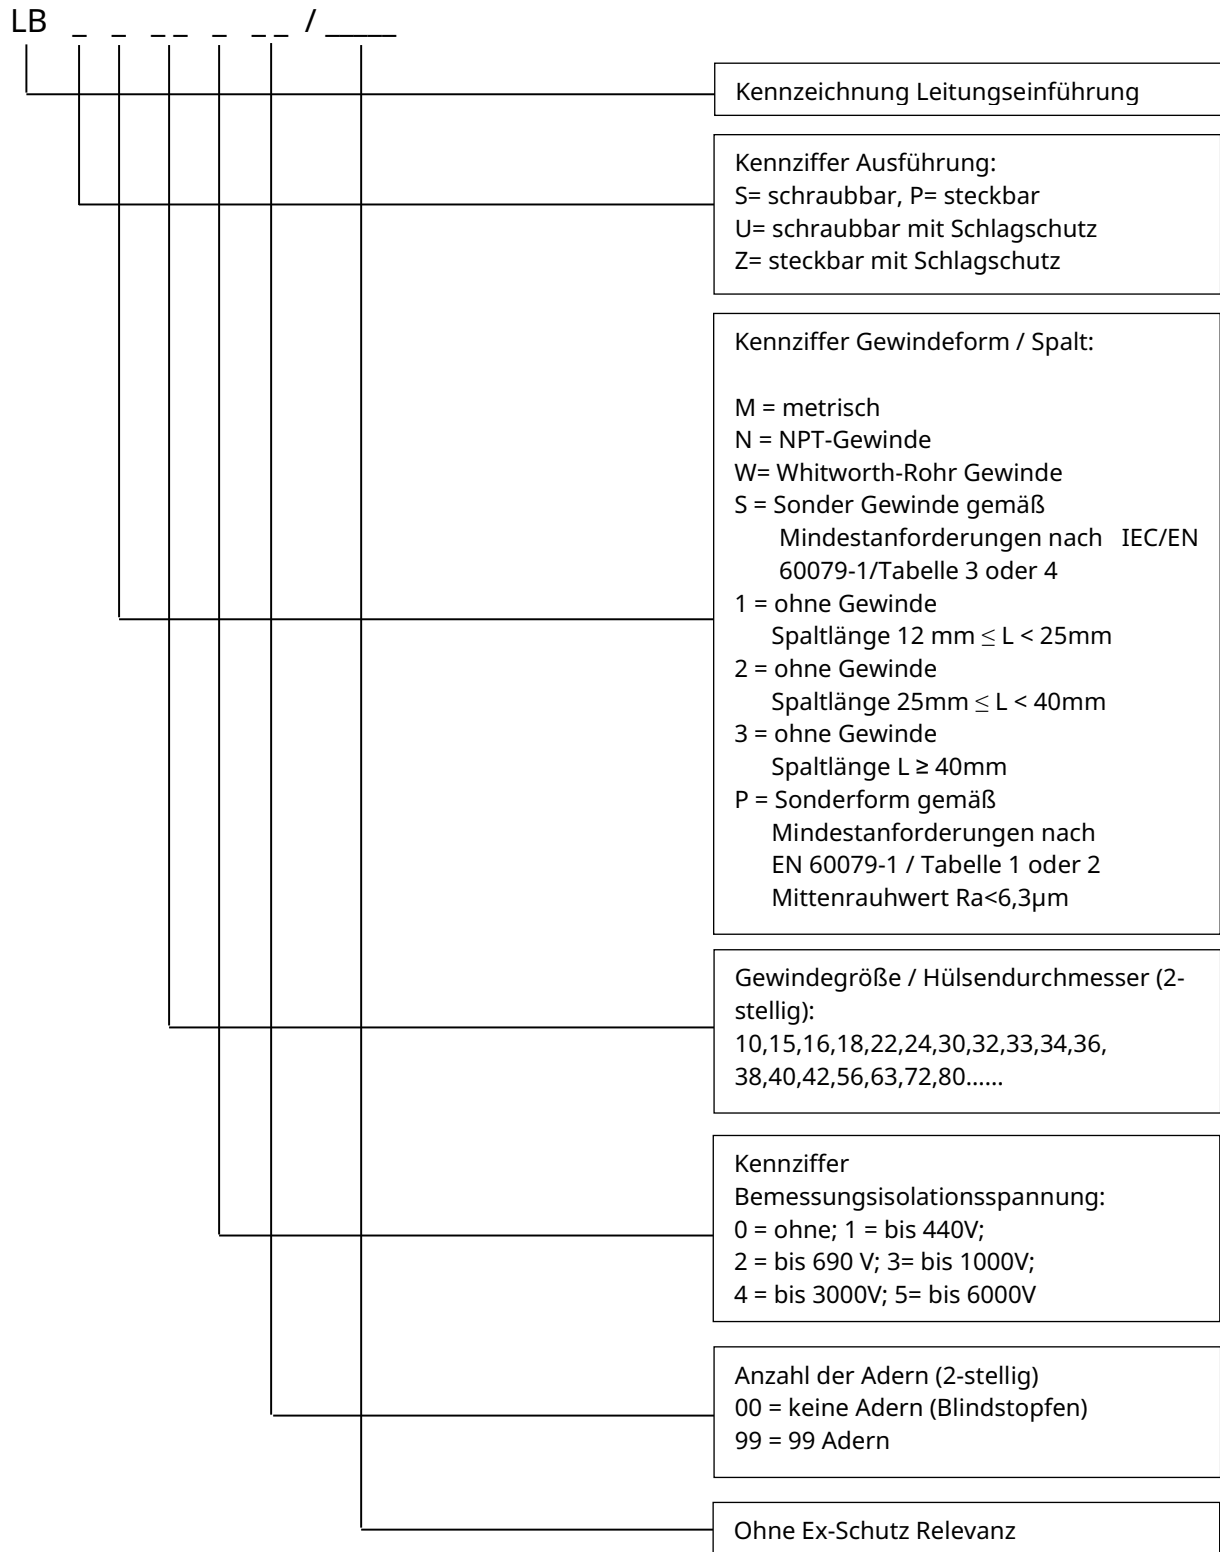 LB _ _ _ _ _ _ _ / _____
Kennzeichnung Leitungseinführung
Kennziffer Ausführung:
S= schraubbar, P= steckbar
U= schraubbar mit Schlagschutz
Z= steckbar mit Schlagschutz
Kennziffer Gewindeform / Spalt:
M = metrisch
N = NPT-Gewinde
W= Whitworth-Rohr Gewinde
S = Sonder Gewinde gemäß
Mindestanforderungen nach IEC/EN
60079-1/Tabelle 3 oder 4
1 = ohne Gewinde
Spaltlänge 12 mm ≤ L < 25mm
2 = ohne Gewinde
Spaltlänge 25mm ≤ L < 40mm
3 = ohne Gewinde
Spaltlänge L ≥ 40mm
P = Sonderform gemäß
Mindestanforderungen nach
EN 60079-1 / Tabelle 1 oder 2
Mittenrauhwert Ra<6,3µm
Gewindegröße / Hülsendurchmesser (2-
stellig):
10,15,16,18,22,24,30,32,33,34,36,
38,40,42,56,63,72,80......
Kennziffer
Bemessungsisolationsspannung:
0 = ohne; 1 = bis 440V;
2 = bis 690 V; 3= bis 1000V;
4 = bis 3000V; 5= bis 6000V
Anzahl der Adern (2-stellig)
00 = keine Adern (Blindstopfen)
99 = 99 Adern
Ohne Ex-Schutz Relevanz